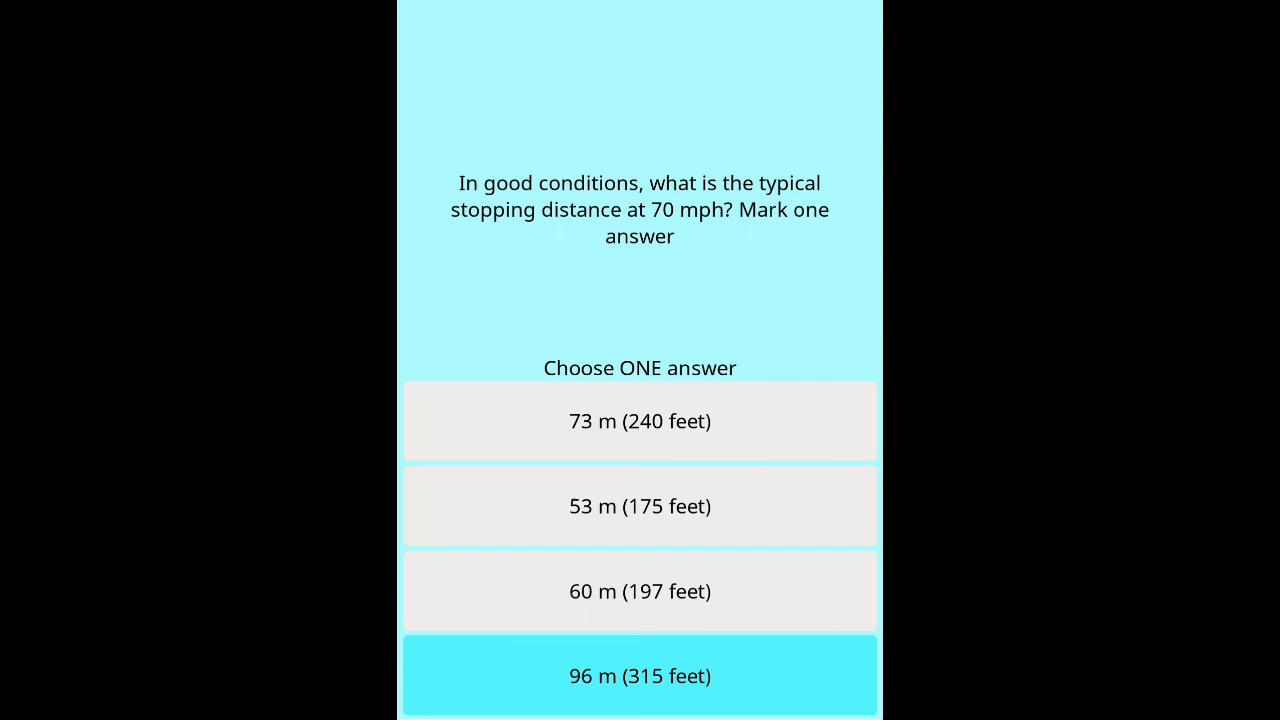 In good conditions, what is the typical
stopping distance at 70 mph? Mark one
answer
Choose ONE answer
73 m (240 feet)
53 m (175 feet)
60 m (197 feet)
96 m (315 feet)